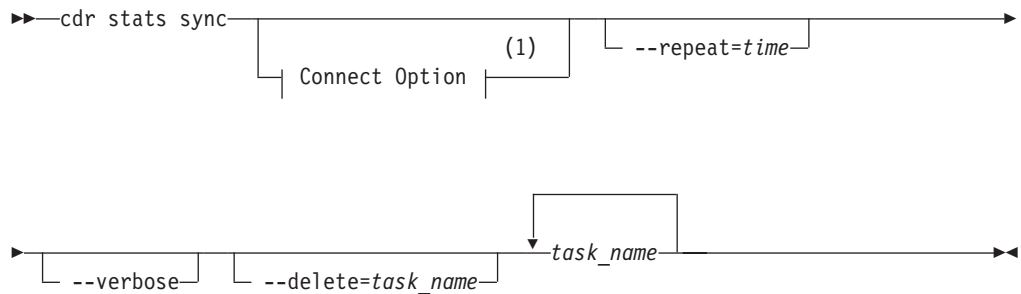 cdr stats sync
(1)
Connect Option
--repeat=time
--verbose
--delete=task_name
task_name